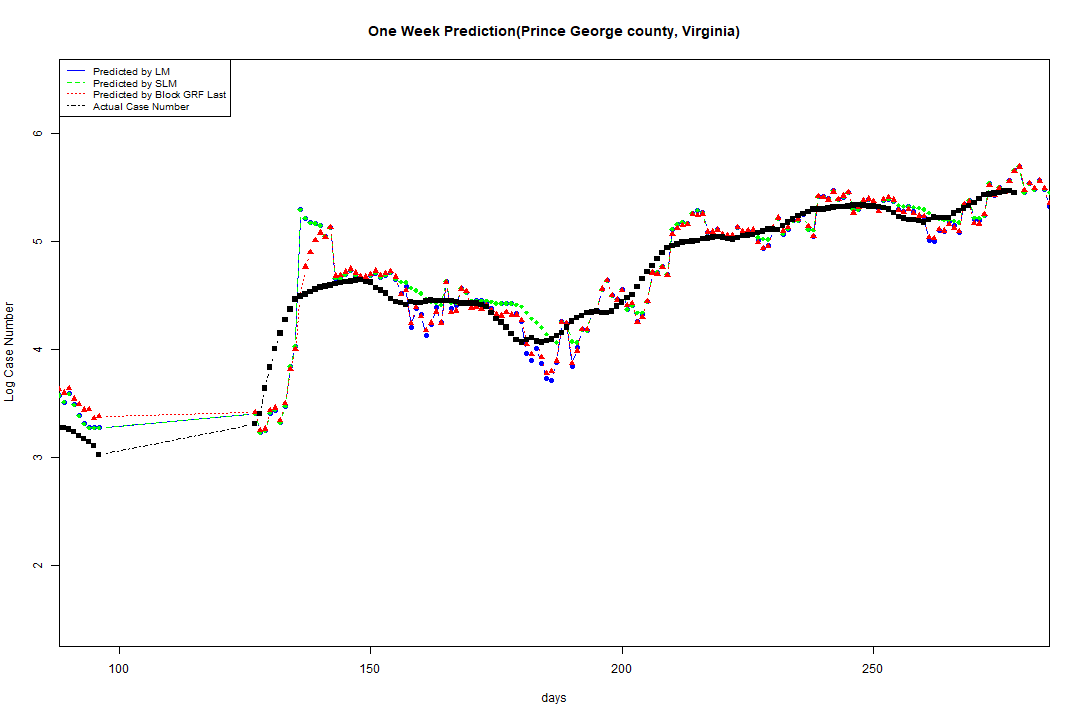 One Week Prediction(Prince George county, Virginia)
Predicted by LM
Predicted by SLM
Predicted by Block GRF Last
Actual Case Number
6
5
4
3
2
Log Case Number
100 150 200 250
days